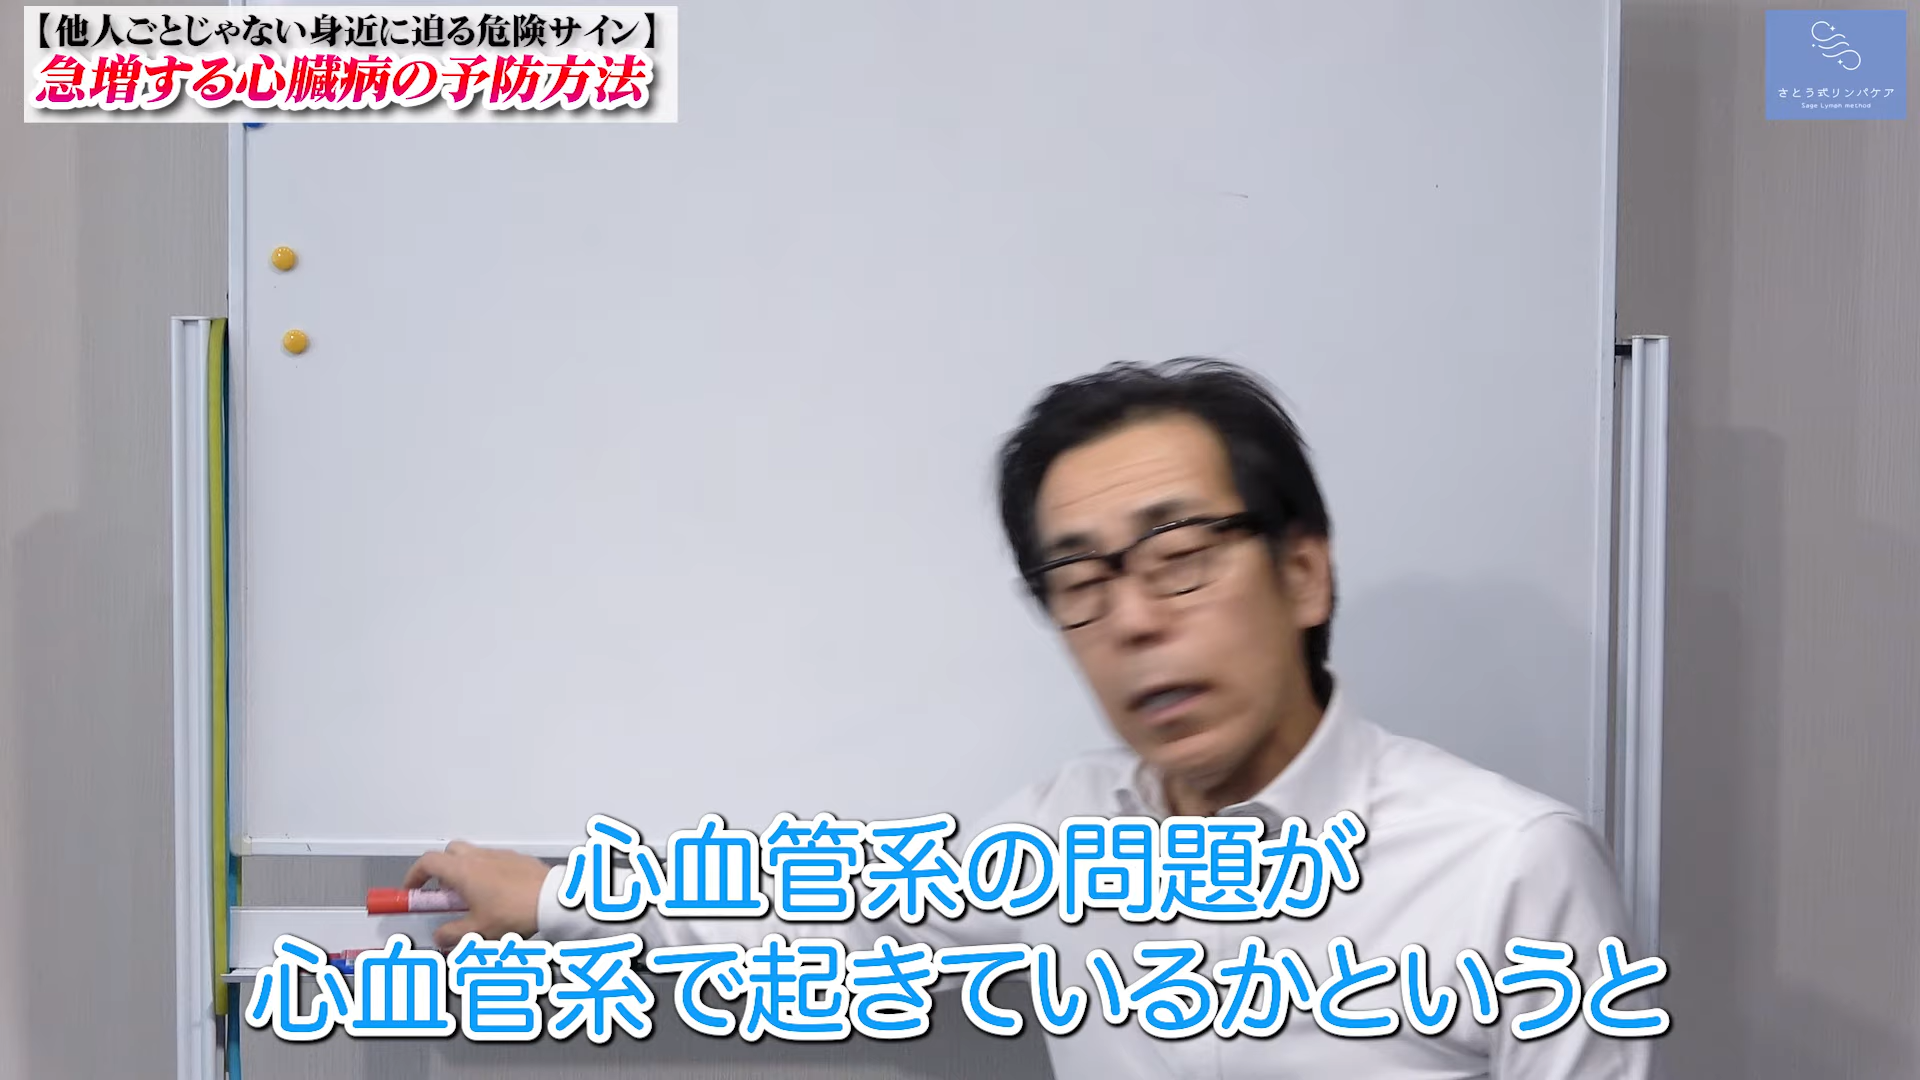 【他人ごとじゃない身近に迫る危険サイン】
急増する心臓病の予防方法
さとう式リンパケア
Sage Lymph method
心血管系の問題が
心血管系で起きているかというと